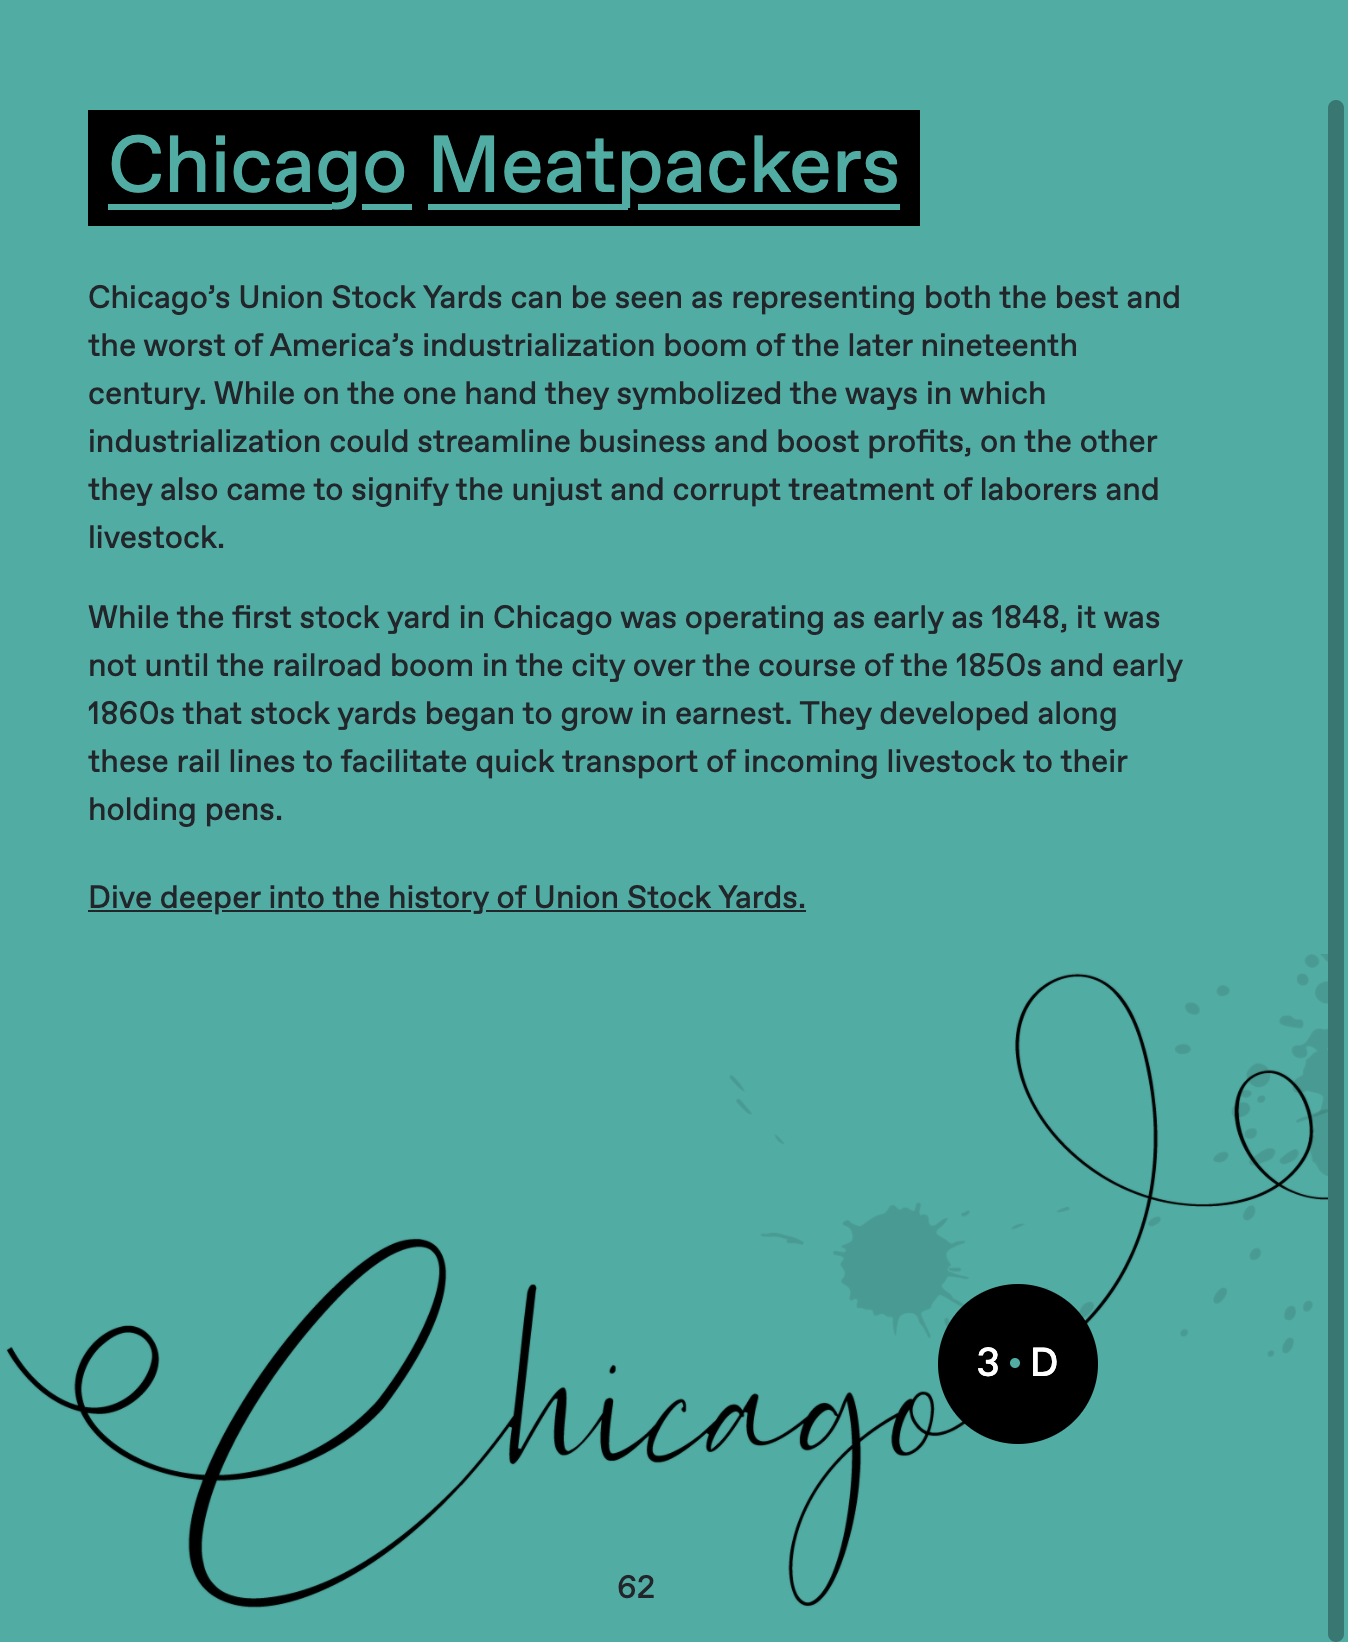 Chicago Meatpackers
Chicago’s Union Stock Yards can be seen as representing both the best and
the worst of America’s industrialization boom of the later nineteenth
century. While on the one hand they symbolized the ways in which
industrialization could streamline business and boost profits, on the other
they also came to signify the unjust and corrupt treatment of laborers and
livestock.
While the first stock yard in Chicago was operating as early as 1848, it was
not until the railroad boom in the city over the course of the 1850s and early
1860s that stock yards began to grow in earnest. They developed along
these rail lines to facilitate quick transport of incoming livestock to their
holding pens.
Dive deeper into the history of Union Stock Yards.
3 • D
Chicago
62